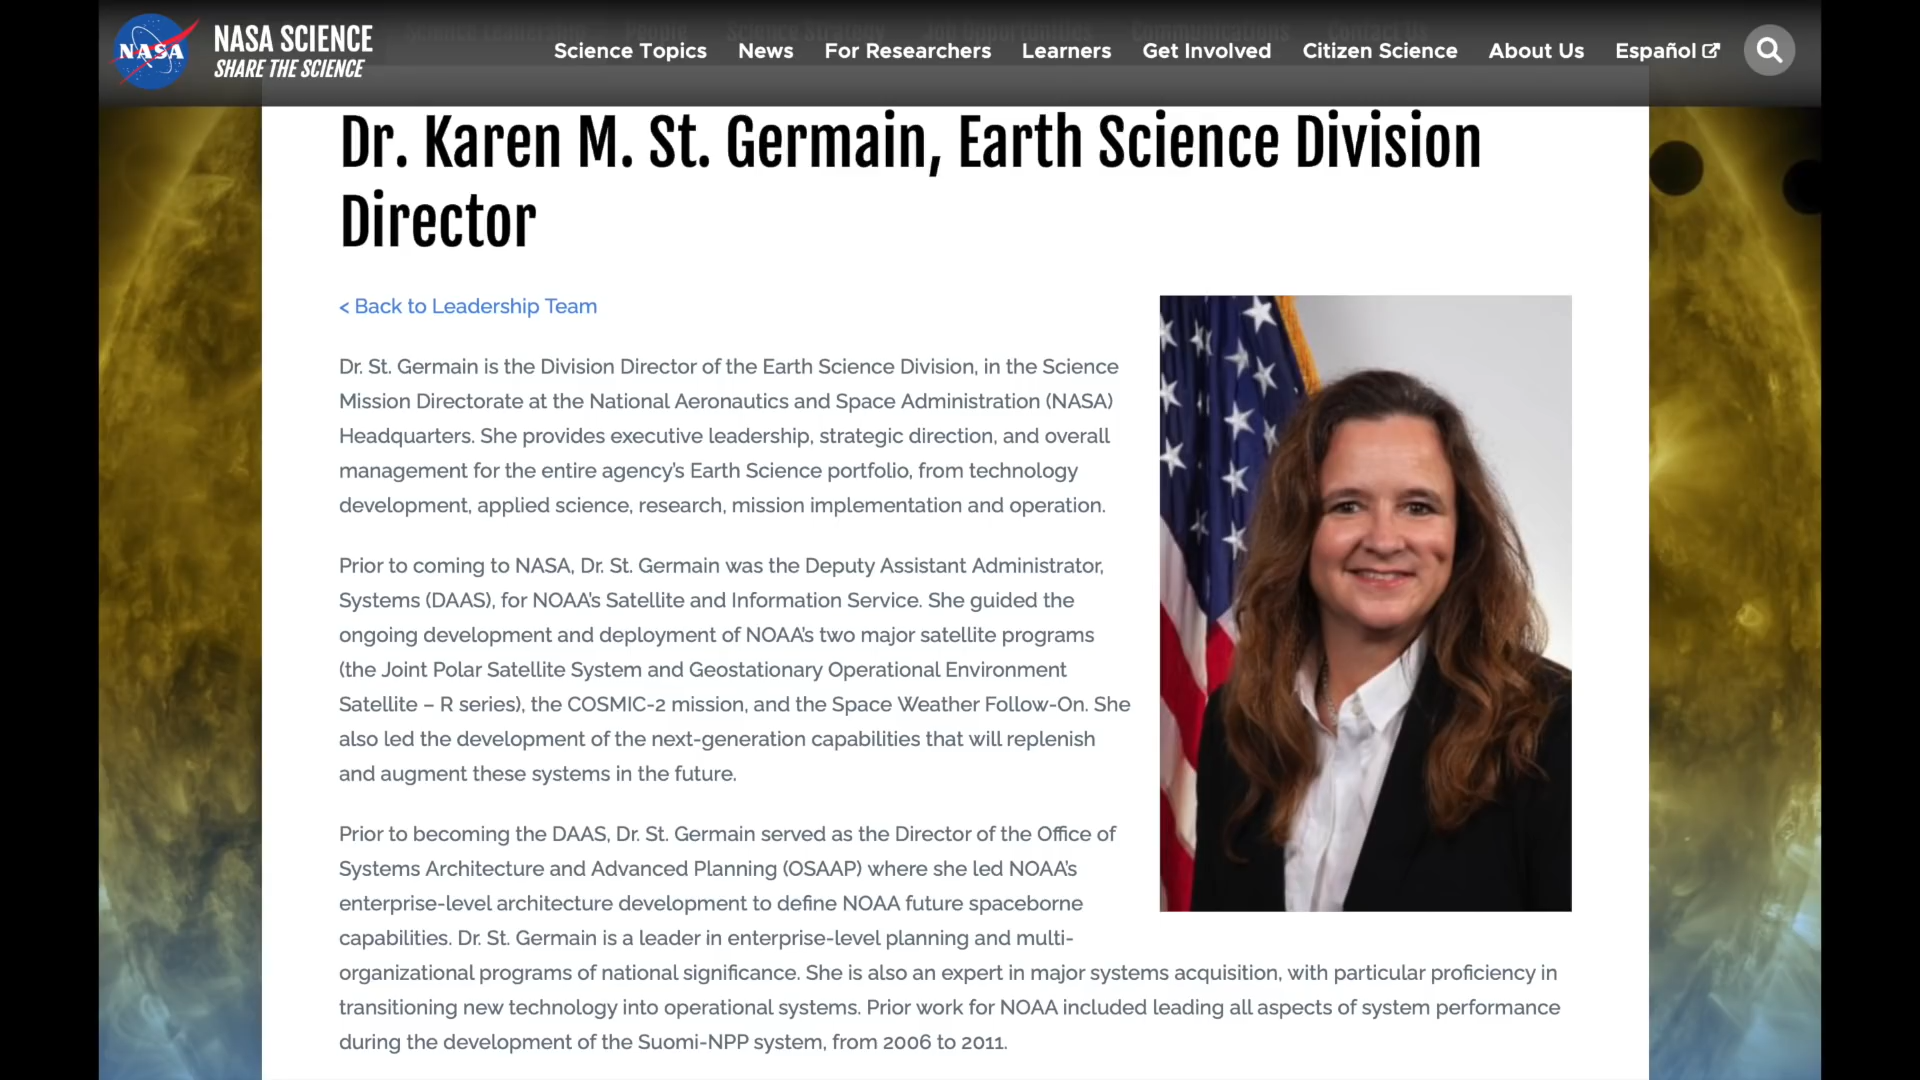 NASA
NASA SCIENCE
SHARE THE SCIENCE
Science Topics News For Researchers Learners Get Involved Citizen Science About Us Español
Dr. Karen M. St. Germain, Earth Science Division
Director
< Back to Leadership Team
Dr. St. Germain is the Division Director of the Earth Science Division, in the Science
Mission Directorate at the National Aeronautics and Space Administration (NASA)
Headquarters. She provides executive leadership, strategic direction, and overall
management for the entire agency's Earth Science portfolio, from technology
development, applied science, research, mission implementation and operation.
Prior to coming to NASA, Dr. St. Germain was the Deputy Assistant Administrator,
Systems (DAAS), for NOAA's Satellite and Information Service. She guided the
ongoing development and deployment of NOAA's two major satellite programs
(the Joint Polar Satellite System and Geostationary Operational Environment
Satellite – R series), the COSMIC-2 mission, and the Space Weather Follow-On. She
also led the development of the next-generation capabilities that will replenish
and augment these systems in the future.
Prior to becoming the DAAS, Dr. St. Germain served as the Director of the Office of
Systems Architecture and Advanced Planning (OSAAP) where she led NOAA's
enterprise-level architecture development to define NOAA future spaceborne
capabilities. Dr. St. Germain is a leader in enterprise-level planning and multi-
organizational programs of national significance. She is also an expert in major systems acquisition, with particular proficiency in
transitioning new technology into operational systems. Prior work for NOAA included leading all aspects of system performance
during the development of the Suomi-NPP system, from 2006 to 2011.